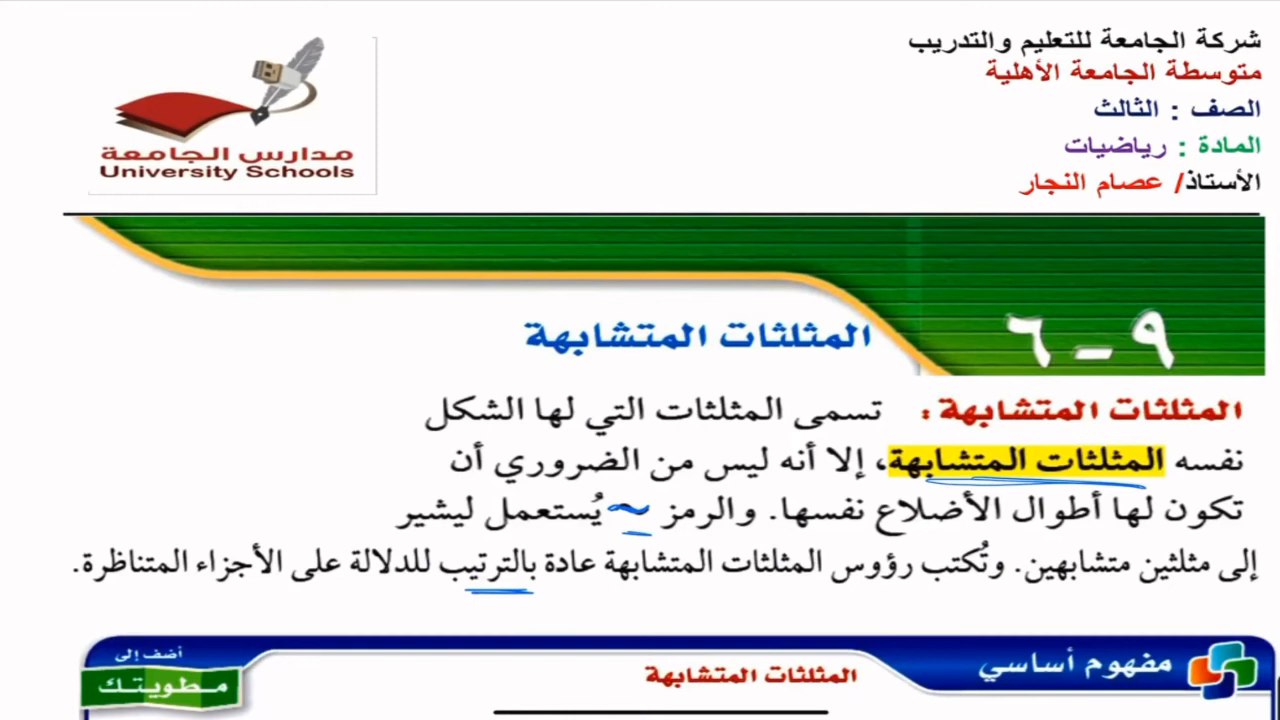 شركة الجامعة للتعليم والتدريب
متوسطة الجامعة الأهلية
الصف : الثالث
المادة : رياضيات
الأستاذ/ عصام النجار
مدارس الجامعة
University Schools
٩ - ٦
المثلثات المتشابهة
المثلثات المتشابهة : تسمى المثلثات التي لها الشكل
نفسه المثلثات المتشابهة، إلا أنه ليس من الضروري أن
تكون لها أطوال الأضلاع نفسها. والرمز ~ يُستعمل ليشير
إلى مثلثين متشابهين. وتُكتب رؤوس المثلثات المتشابهة عادة بالترتيب للدلالة على الأجزاء المتناظرة.
مفهوم أساسي
المثلثات المتشابهة
أضف إلى
مطويتك